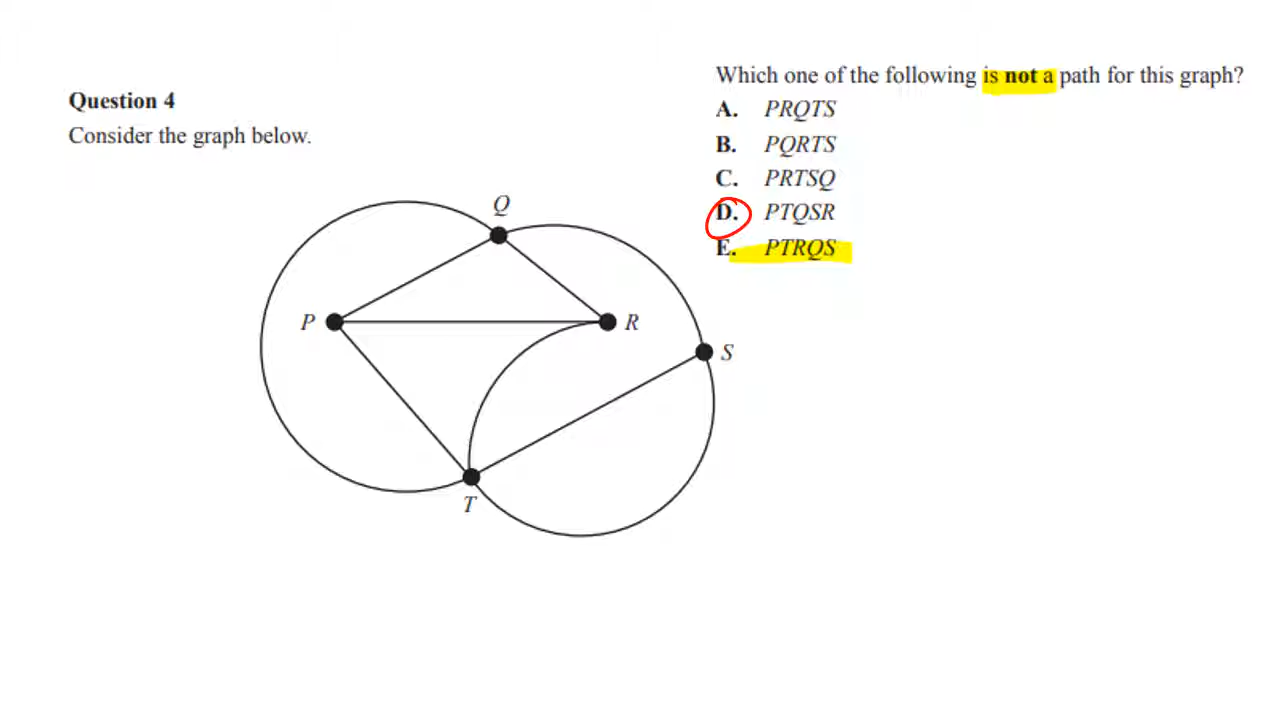 Question 4
Consider the graph below.
Which one of the following is not a path for this graph?
A. PRQTS
B. PQRTS
C. PRTSQ
D. PTQSR
E. PTRQS
Q
P
R
S
T